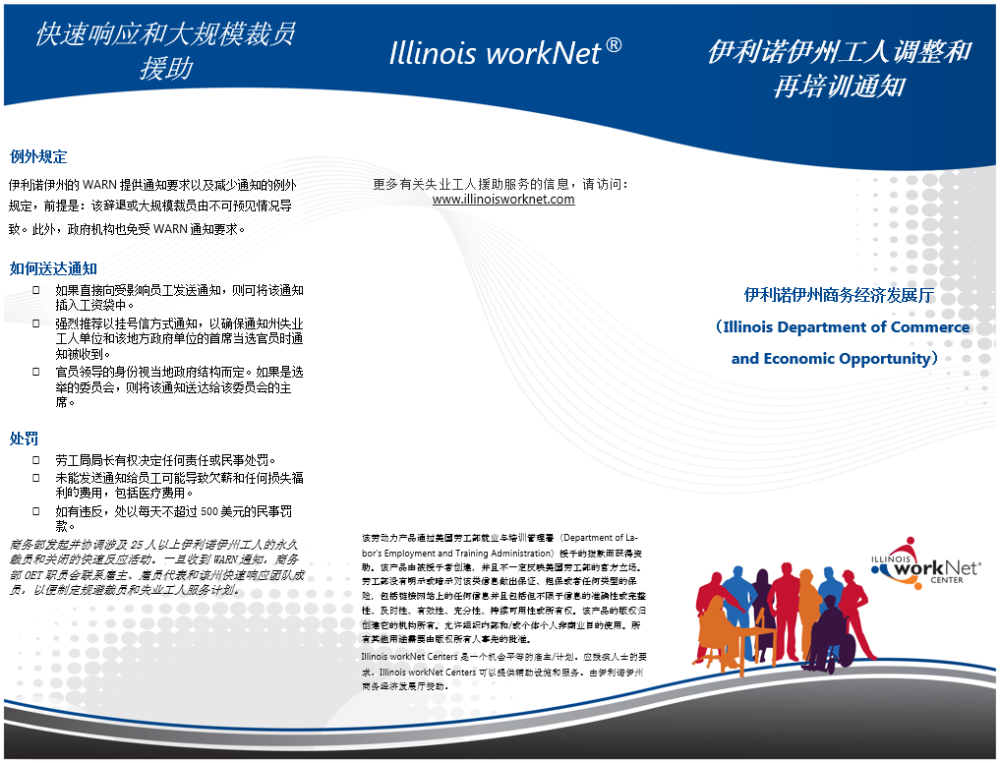 快速响应和大规模裁员
援助
例外规定
伊利诺伊州的 WARN 提供通知要求以及减少通知的例外
规定，前提是：该辞退或大规模裁员由不可预见情况导
致。此外，政府机构也免受 WARN 通知要求。
如何送达通知
如果直接向受影响员工发送通知，则可将该通知
插入工资袋中。
强烈推荐以挂号信方式通知，以确保通知州失业
工人单位和该地方政府单位的首席当选官员时通
知被收到。
官员领导的身份视当地政府结构而定。如果是选
举的委员会，则将该通知送达给该委员会的主
席。
处罚
劳工局局长有权决定任何责任或民事处罚。
未能发送通知给员工可能导致欠薪和任何损失福
利的费用，包括医疗费用。
如有违反，处以每天不超过 500 美元的民事罚
款。
商务部发起并协调涉及 25 人以上伊利诺伊州工人的永久
裁员和关闭的快速反应活动。一旦收到 WARN 通知，商务
部 OET 职员会联系雇主、雇员代表和该州快速响应团队成
员，以便制定规避裁员和失业工人服务计划。
Illinois workNet®
更多有关失业工人援助服务的信息，请访问：
www.illinoisworknet.com
该劳动力产品通过美国劳工部就业与培训管理署（Department of La-
bor's Employment and Training Administration）授予的拨款而获得资
助。该产品由被授予者创建，并且不一定反映美国劳工部的官方立场。
劳工部没有明示或暗示对该类信息做出保证、担保或者任何类型的保
险，包括链接网站上的任何信息并且包括但不限于信息的准确性或完整
性、及时性、有效性、充分性、持续可用性或所有权。该产品的版权归
创建它的机构所有。允许组织内部和/或个体个人非商业目的使用。所
有其他用途需要由版权所有人事先的批准。
Illinois workNet Centers 是一个机会平等的雇主/计划。应残疾人士的要
求，Illinois workNet Centers 可以提供辅助设施和服务。由伊利诺伊州
商务经济发展厅赞助。
伊利诺伊州工人调整和
再培训通知
伊利诺伊州商务经济发展厅
（Illinois Department of Commerce
and Economic Opportunity）
ILLINOIS
workNet®
CENTER